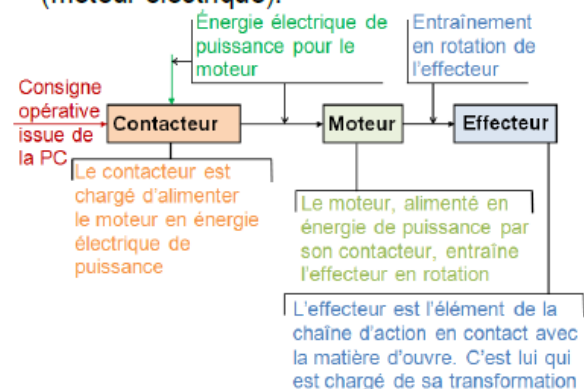 (moteur électrique).
Énergie électrique de
puissance pour le
moteur
Entraînement
en rotation de
l'effecteur
Consigne
opérative
issue de
la PC
Contacteur
Moteur
Effecteur
Le contacteur est
chargé d'alimenter
le moteur en énergie
électrique de
puissance
Le moteur, alimenté en
énergie de puissance par
son contacteur, entraîne
l'effecteur en rotation
L'effecteur est l'élément de la
chaîne d'action en contact avec
la matière d'ouvre. C'est lui qui
est chargé de sa transformation